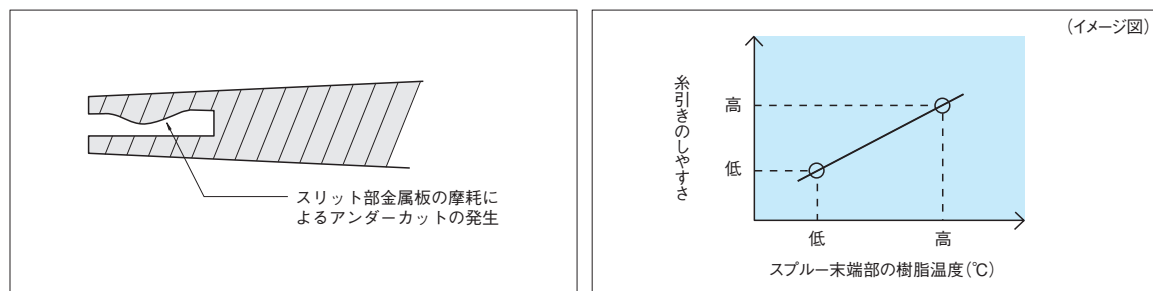 スリット部金属板の摩耗に
よるアンダーカットの発生
(イメージ図)
糸引きのしやすさ
高
低
低
高
スプルー末端部の樹脂温度(℃)